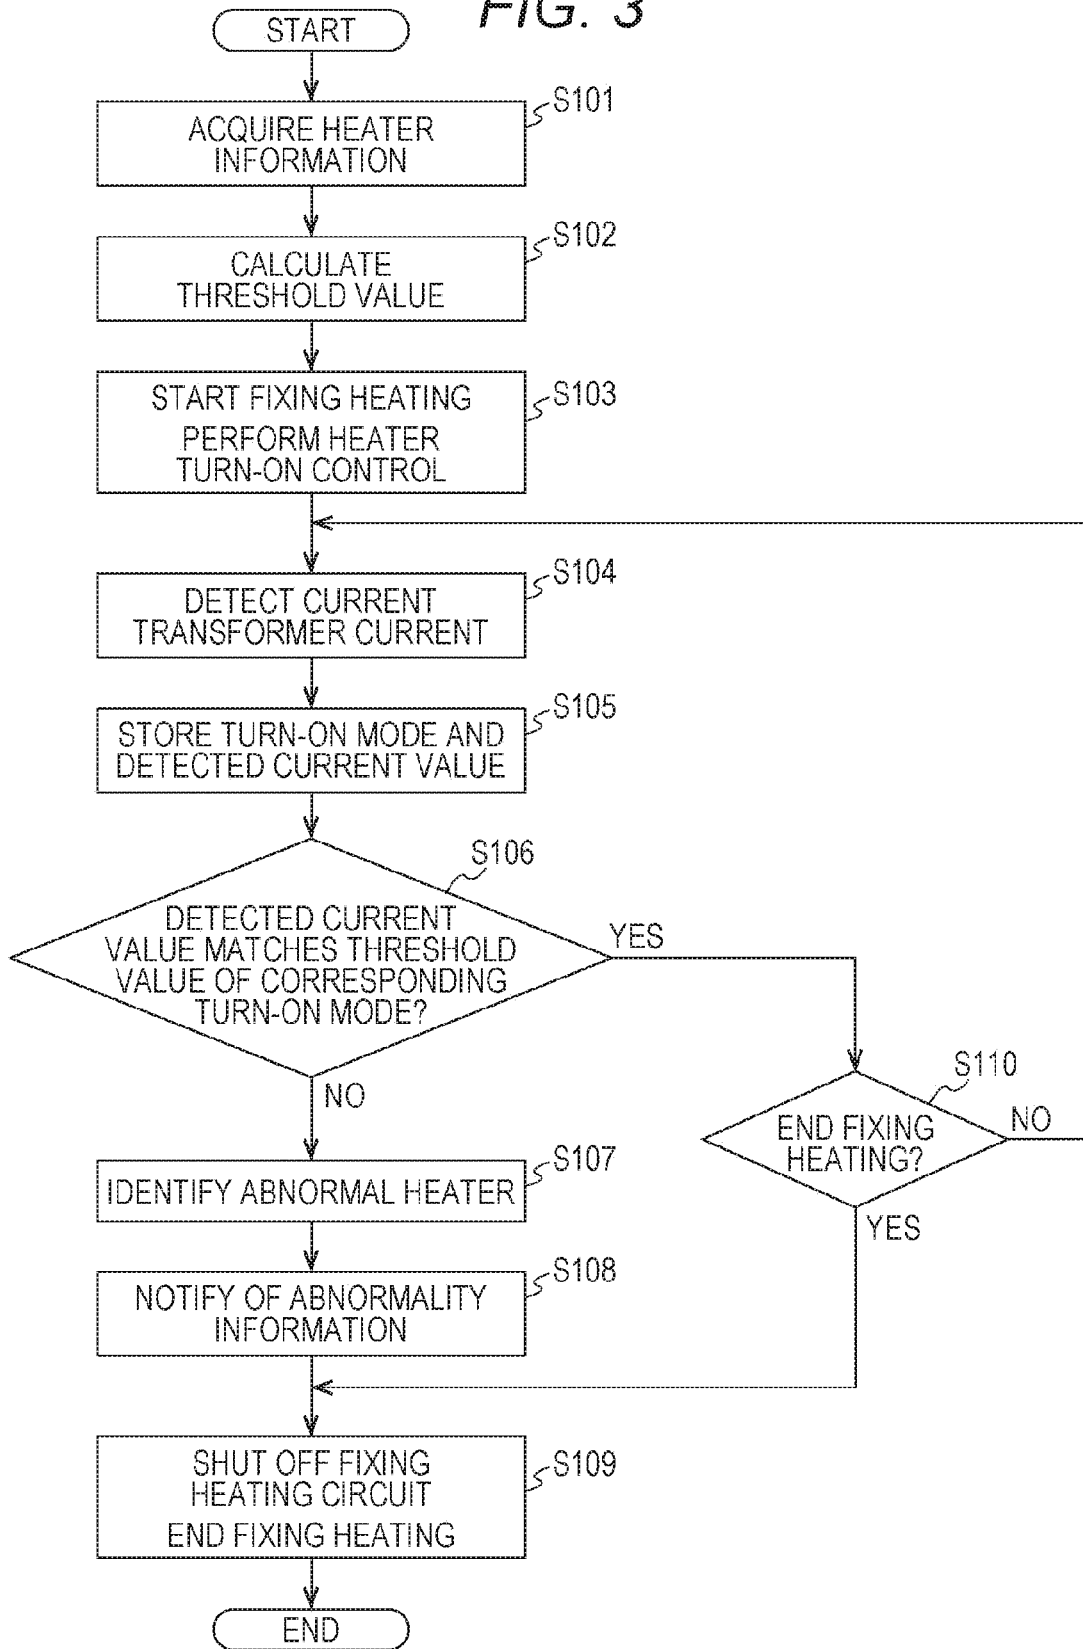 FIG. 3
START
S101
ACQUIRE HEATER
INFORMATION
S102
CALCULATE
THRESHOLD VALUE
S103
START FIXING HEATING
PERFORM HEATER
TURN-ON CONTROL
S104
DETECT CURRENT
TRANSFORMER CURRENT
S105
STORE TURN-ON MODE AND
DETECTED CURRENT VALUE
S106
DETECTED CURRENT
VALUE MATCHES THRESHOLD
VALUE OF CORRESPONDING
TURN-ON MODE?
YES
NO
S110
END FIXING
HEATING?
NO
YES
S107
IDENTIFY ABNORMAL HEATER
S108
NOTIFY OF ABNORMALITY
INFORMATION
S109
SHUT OFF FIXING
HEATING CIRCUIT
END FIXING HEATING
END